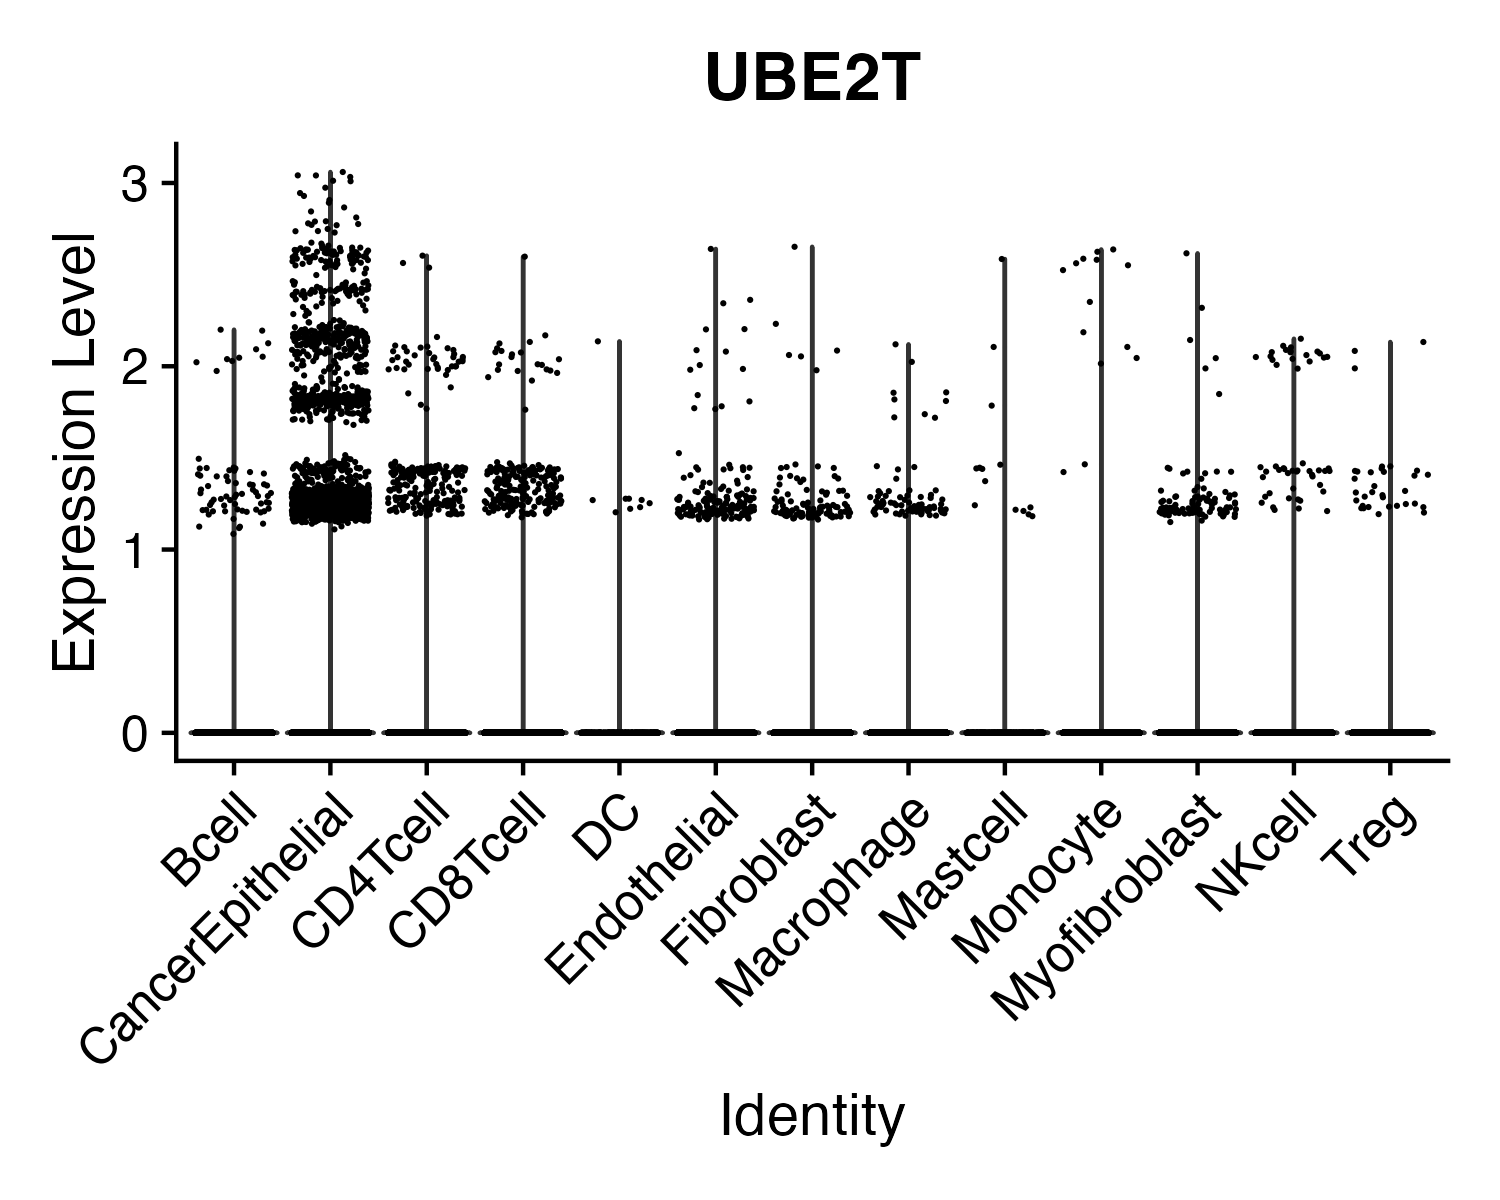 UBE2T
Expression Level
3
2
1
0
Bcell
CancerEpithelial
CD4Tcell
CD8Tcell
DC
Endothelial
Fibroblast
Macrophage
Mastcell
Monocyte
Myofibroblast
NKcell
Treg
Identity